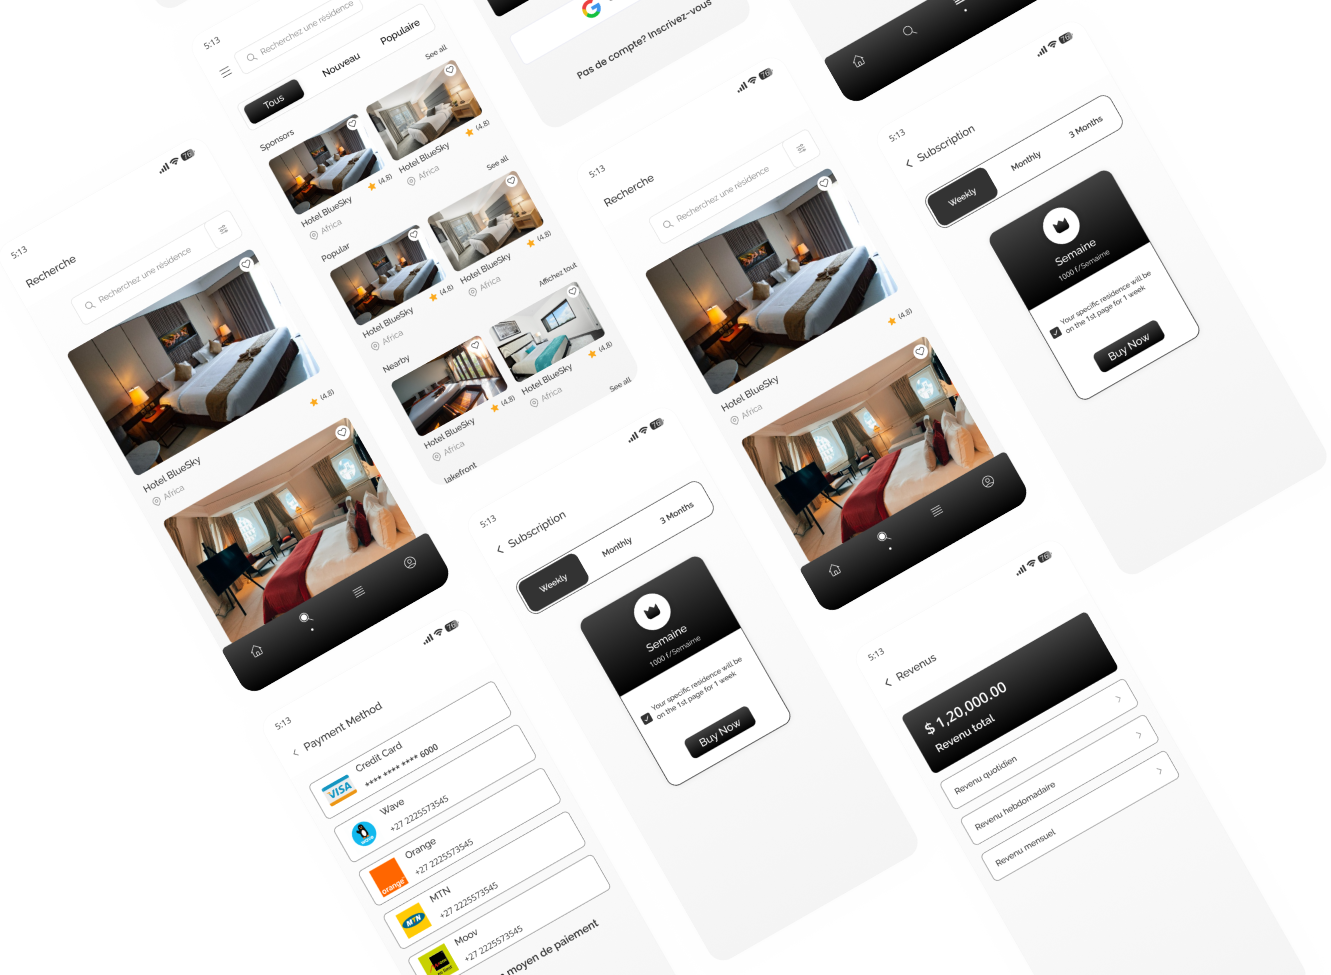 5:13
Recherche
Recherchez une résidence
(4.8)
Hotel BlueSky
Africa
5:13
Recherchez une résidence
Tous
Nouveau
Populaire
Sponsors
See all
(4.8)
Hotel BlueSky
Africa
(4.8)
Hotel BlueSky
Africa
Popular
See all
(4.8)
Hotel BlueSky
Africa
(4.8)
Hotel BlueSky
Africa
Nearby
Affichez tout
(4.8)
Hotel BlueSky
Africa
(4.8)
Hotel BlueSky
Africa
lakefront
See all
Pas de compte? Inscrivez-vous
5:13
Recherche
Recherchez une résidence
(4.8)
Hotel BlueSky
Africa
5:13
Subscription
Weekly
Monthly
3 Months
Semaine
1000 f/Semaime
Your specific residence will be
on the 1st page for 1 week
Buy Now
5:13
Subscription
Weekly
Monthly
3 Months
Semaine
1000 f/Semaime
Your specific residence will be
on the 1st page for 1 week
Buy Now
5:13
Payment Method
VISA
Credit Card
**** **** **** 6000
Wave
+27 2225573545
orange
Orange
+27 2225573545
MTN
MTN
+27 2225573545
Moov
+27 2225573545
moyen de paiement
5:13
Revenus
$ 1,20,000.00
Revenu total
Revenu quotidien
Revenu hebdomadaire
Revenu mensuel